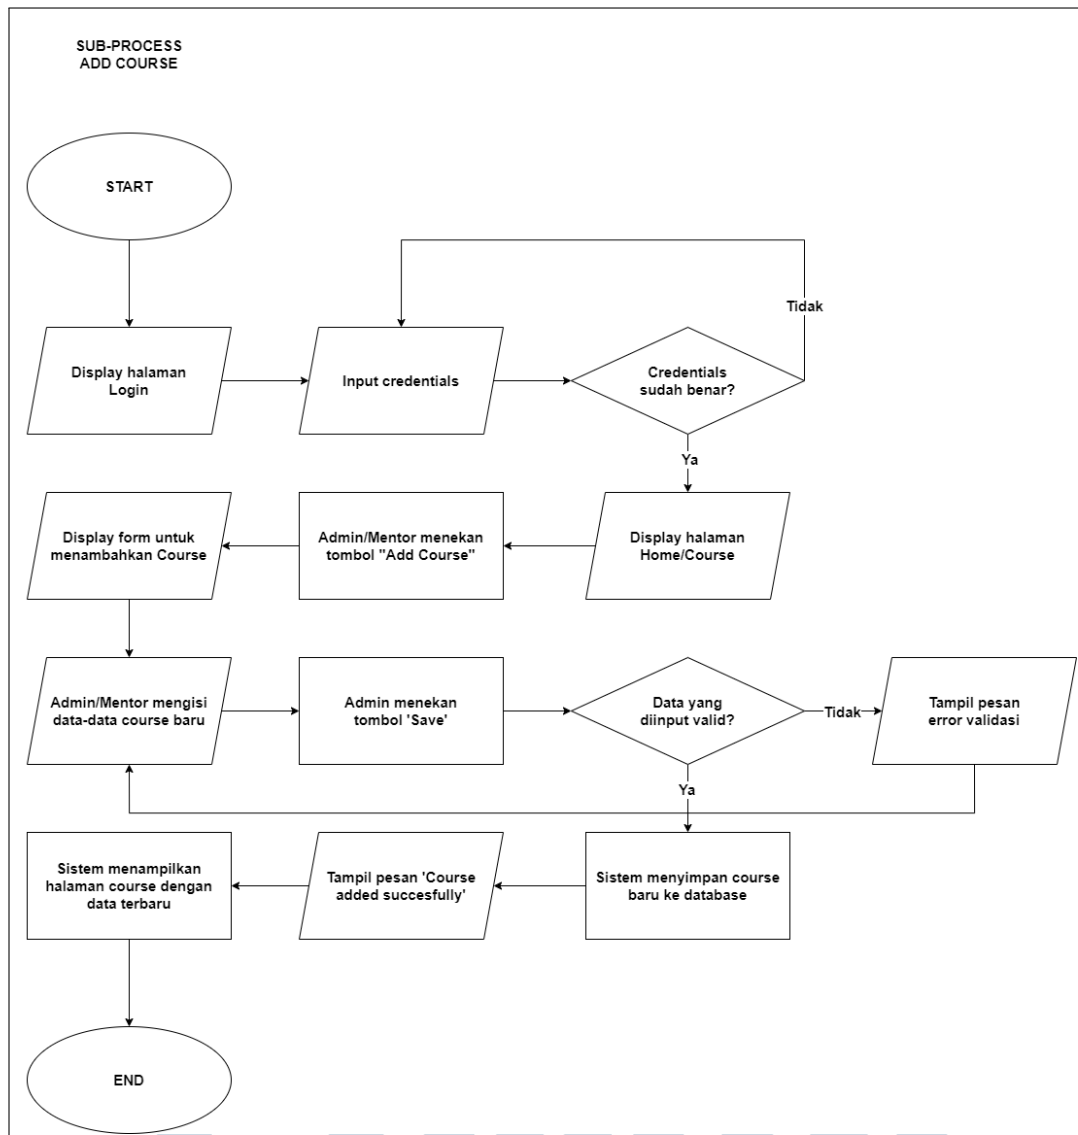 SUB-PROCESS
ADD COURSE
START
Tidak
Display halaman
Login
Input credentials
Credentials
sudah benar?
Ya
Display form untuk
menambahkan Course
Admin/Mentor menekan
tombol "Add Course"
Display halaman
Home/Course
Admin/Mentor mengisi
data-data course baru
Admin menekan
tombol 'Save'
Data yang
diinput valid?
Tidak
Tampil pesan
error validasi
Ya
Sistem menampilkan
halaman course dengan
data terbaru
Tampil pesan 'Course
added succesfully'
Sistem menyimpan course
baru ke database
END